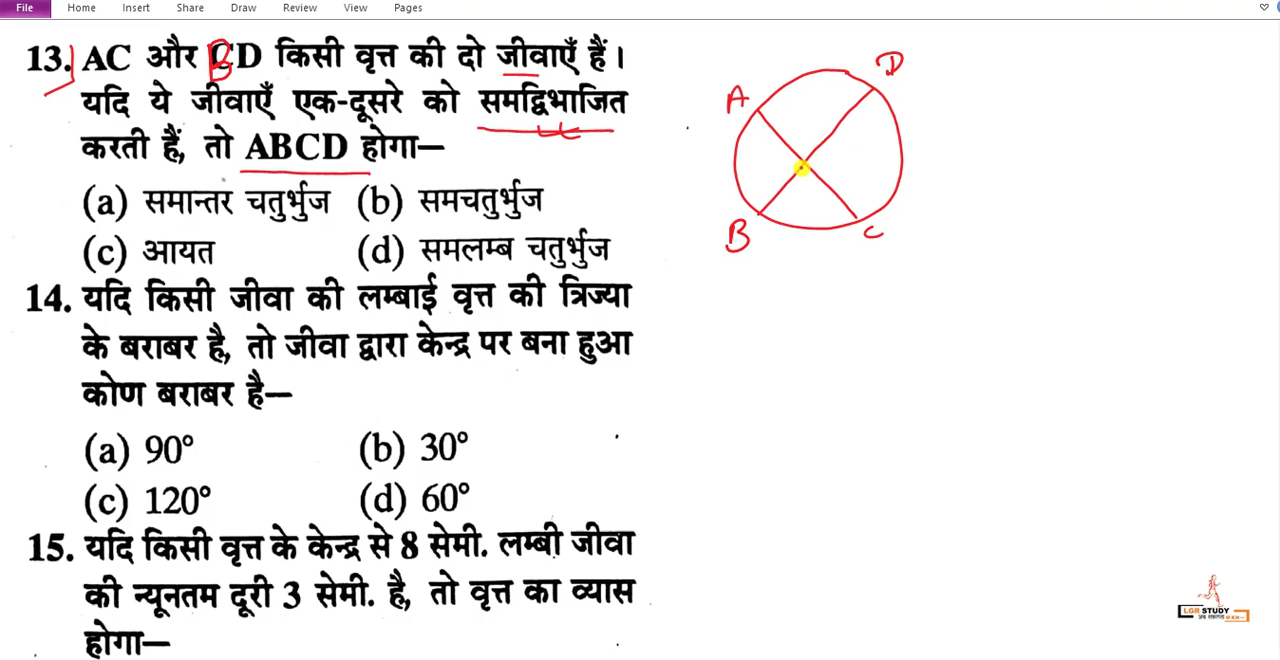 File Home Insert Share Draw Review View Pages
13. AC और BD किसी वृत्त की दो जीवाएँ हैं।
यदि ये जीवाएँ एक-दूसरे को समद्विभाजित
करती हैं, तो ABCD होगा—
(a) समान्तर चतुर्भुज (b) समचतुर्भुज
(c) आयत (d) समलम्ब चतुर्भुज
14. यदि किसी जीवा की लम्बाई वृत्त की त्रिज्या
के बराबर है, तो जीवा द्वारा केन्द्र पर बना हुआ
कोण बराबर है—
(a) 90° (b) 30°
(c) 120° (d) 60°
15. यदि किसी वृत्त के केन्द्र से 8 सेमी. लम्बी जीवा
की न्यूनतम दूरी 3 सेमी. है, तो वृत्त का व्यास
होगा—
A D
B C
LGR STUDY